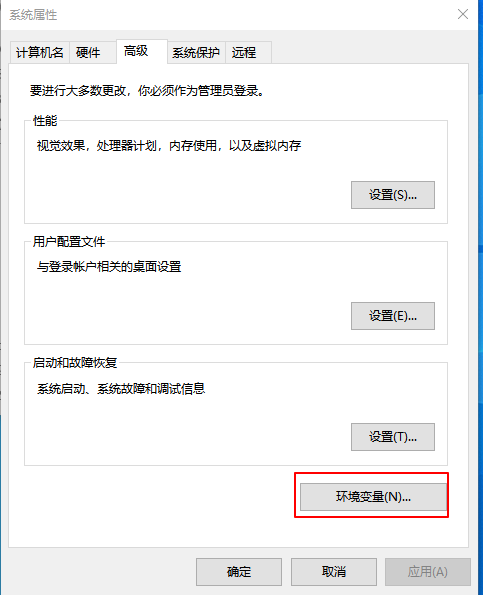 系统属性
计算机名 硬件 高级 系统保护 远程
要进行大多数更改，你必须作为管理员登录。
性能
视觉效果，处理器计划，内存使用，以及虚拟内存
设置(S)...
用户配置文件
与登录帐户相关的桌面设置
设置(E)...
启动和故障恢复
系统启动、系统故障和调试信息
设置(T)...
环境变量(N)...
确定 取消 应用(A)